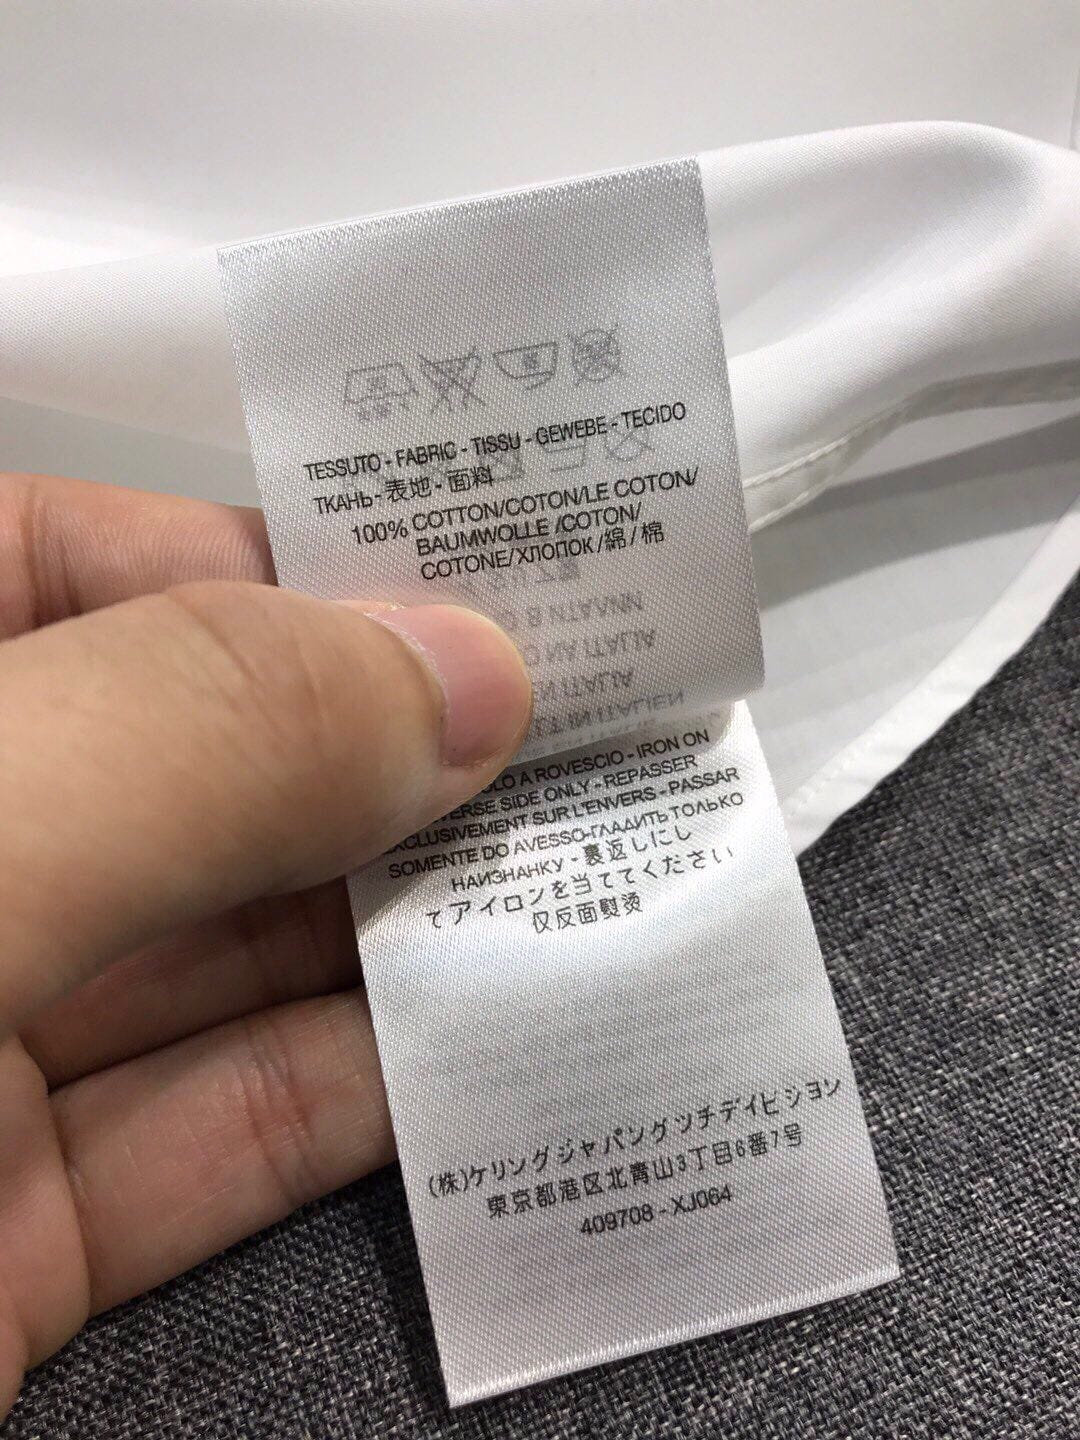 TESSUTO - FABRIC - TISSU - GEWEBE - TECIDO
ТКАНЬ - 表地 - 面料
100% COTTON/COTON/LE COTON/
BAUMWOLLE /COTON/
COTONE/ХЛОПОК /綿 / 棉
A ROVESCIO - IRON ON
SIDE ONLY - REPASSER
EXCLUSIVEMENT SUR L'ENVERS - PASSAR
SOMENTE DO AVESSO-ГЛАДИТЬ ТОЛЬКО
НАИЗНАНКУ - 裏返しにし
てアイロンを当ててください
仅反面熨烫
(株)ケリングジャパングッチディビジョン
東京都港区北青山3丁目6番7号
409708 - XJ064